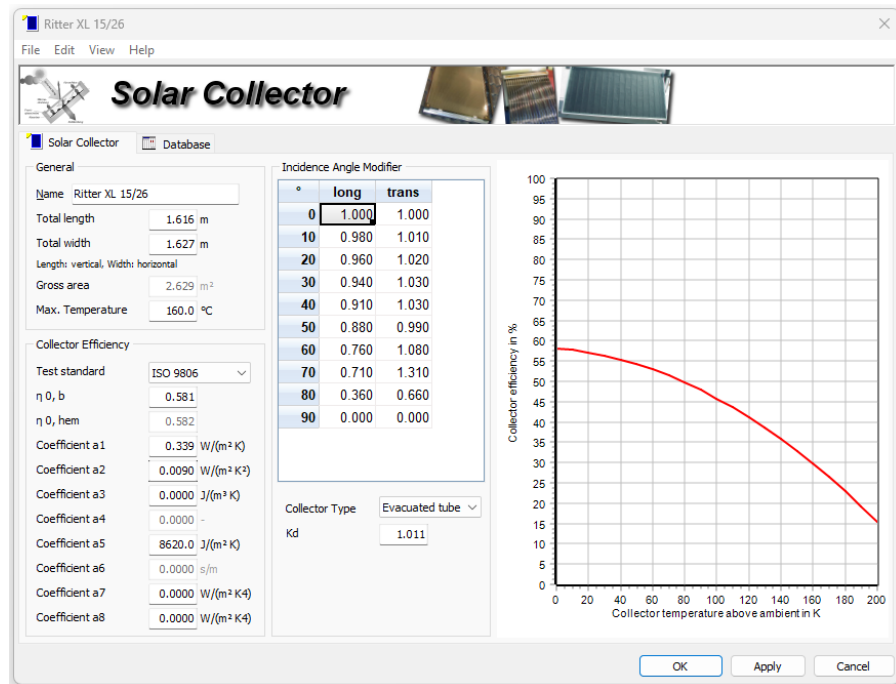 Ritter XL 15/26
File Edit View Help
Solar Collector
Solar Collector Database
General
Name Ritter XL 15/26
Total length 1.616 m
Total width 1.627 m
Length: vertical, Width: horizontal
Gross area 2.629 m²
Max. Temperature 160.0 °C
Collector Efficiency
Test standard ISO 9806
η 0, b 0.581
η 0, hem 0.582
Coefficient a1 0.339 W/(m² K)
Coefficient a2 0.0090 W/(m² K²)
Coefficient a3 0.0000 J/(m³ K)
Coefficient a4 0.0000 -
Coefficient a5 8620.0 J/(m² K)
Coefficient a6 0.0000 s/m
Coefficient a7 0.0000 W/(m² K4)
Coefficient a8 0.0000 W/(m² K4)
Incidence Angle Modifier
° long trans
0 1.000 1.000
10 0.980 1.010
20 0.960 1.020
30 0.940 1.030
40 0.910 1.030
50 0.880 0.990
60 0.760 1.080
70 0.710 1.310
80 0.360 0.660
90 0.000 0.000
Collector Type Evacuated tube
Kd 1.011
Collector efficiency in %
100
95
90
85
80
75
70
65
60
55
50
45
40
35
30
25
20
15
10
5
0
0 20 40 60 80 100 120 140 160 180 200
Collector temperature above ambient in K
OK Apply Cancel